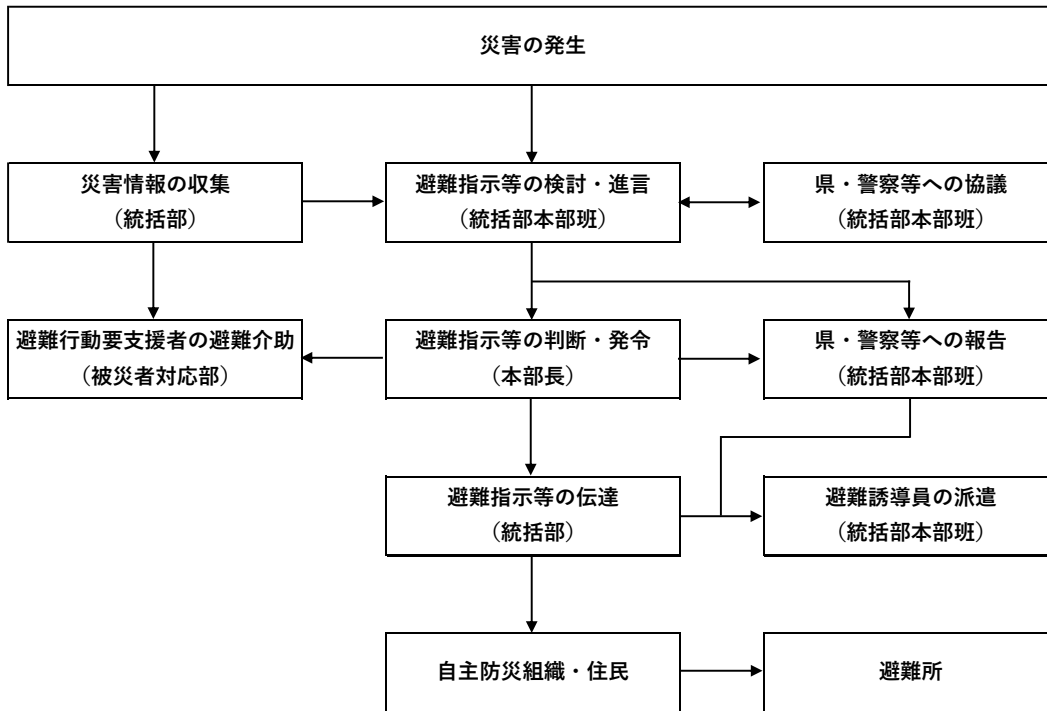 災害の発生
災害情報の収集
（統括部）
避難指示等の検討・進言
（統括部本部班）
県・警察等への協議
（統括部本部班）
避難行動要支援者の避難介助
（被災者対応部）
避難指示等の判断・発令
（本部長）
県・警察等への報告
（統括部本部班）
避難指示等の伝達
（統括部）
避難誘導員の派遣
（統括部本部班）
自主防災組織・住民
避難所